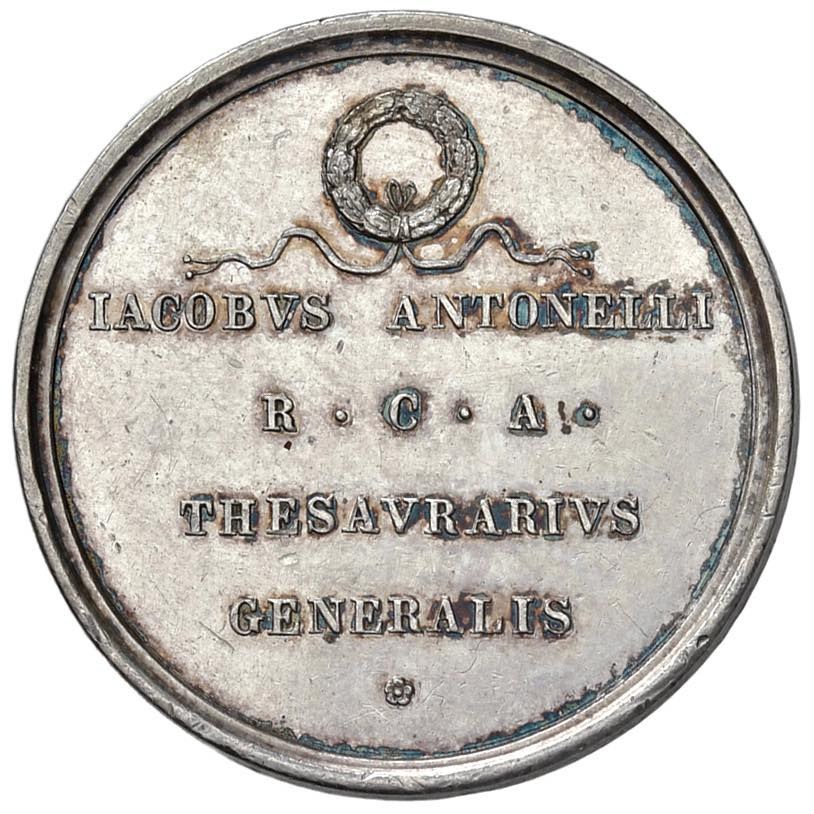 IACOBVS ANTONELLI
R · C · A ·
THESAVRARIVS
GENERALIS